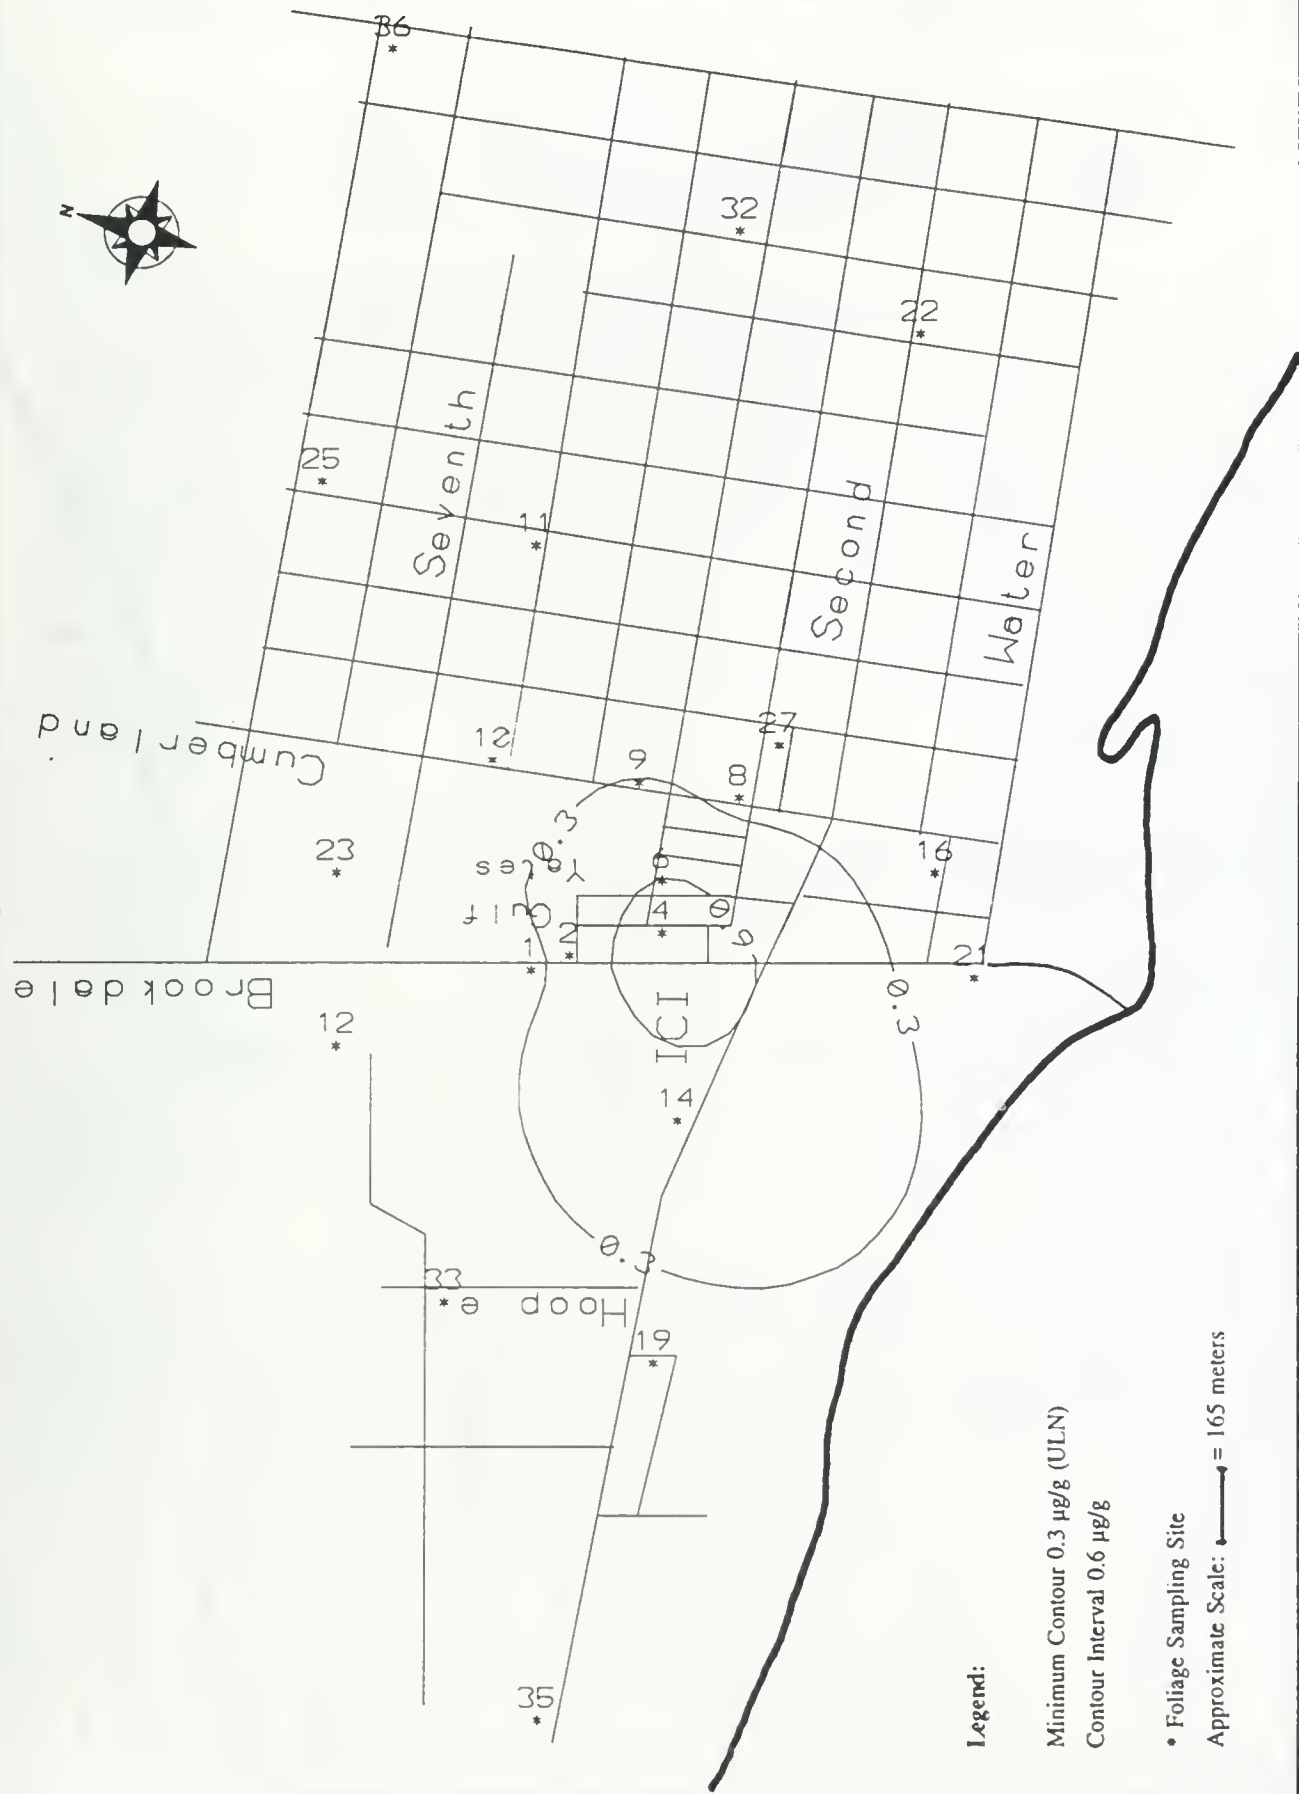 36
N
32
22
Seventh
25
11
Second
Water
Cumberland
12
27
9
8
23
Yates
0.3
6
16
Gulf
4
1
2
0.6
21
Brookdale
ICI
0.3
12
14
0.3
33
Hoope
19
35
Legend:
Minimum Contour 0.3 µg/g (ULN)
Contour Interval 0.6 µg/g
* Foliage Sampling Site
Approximate Scale: = 165 meters